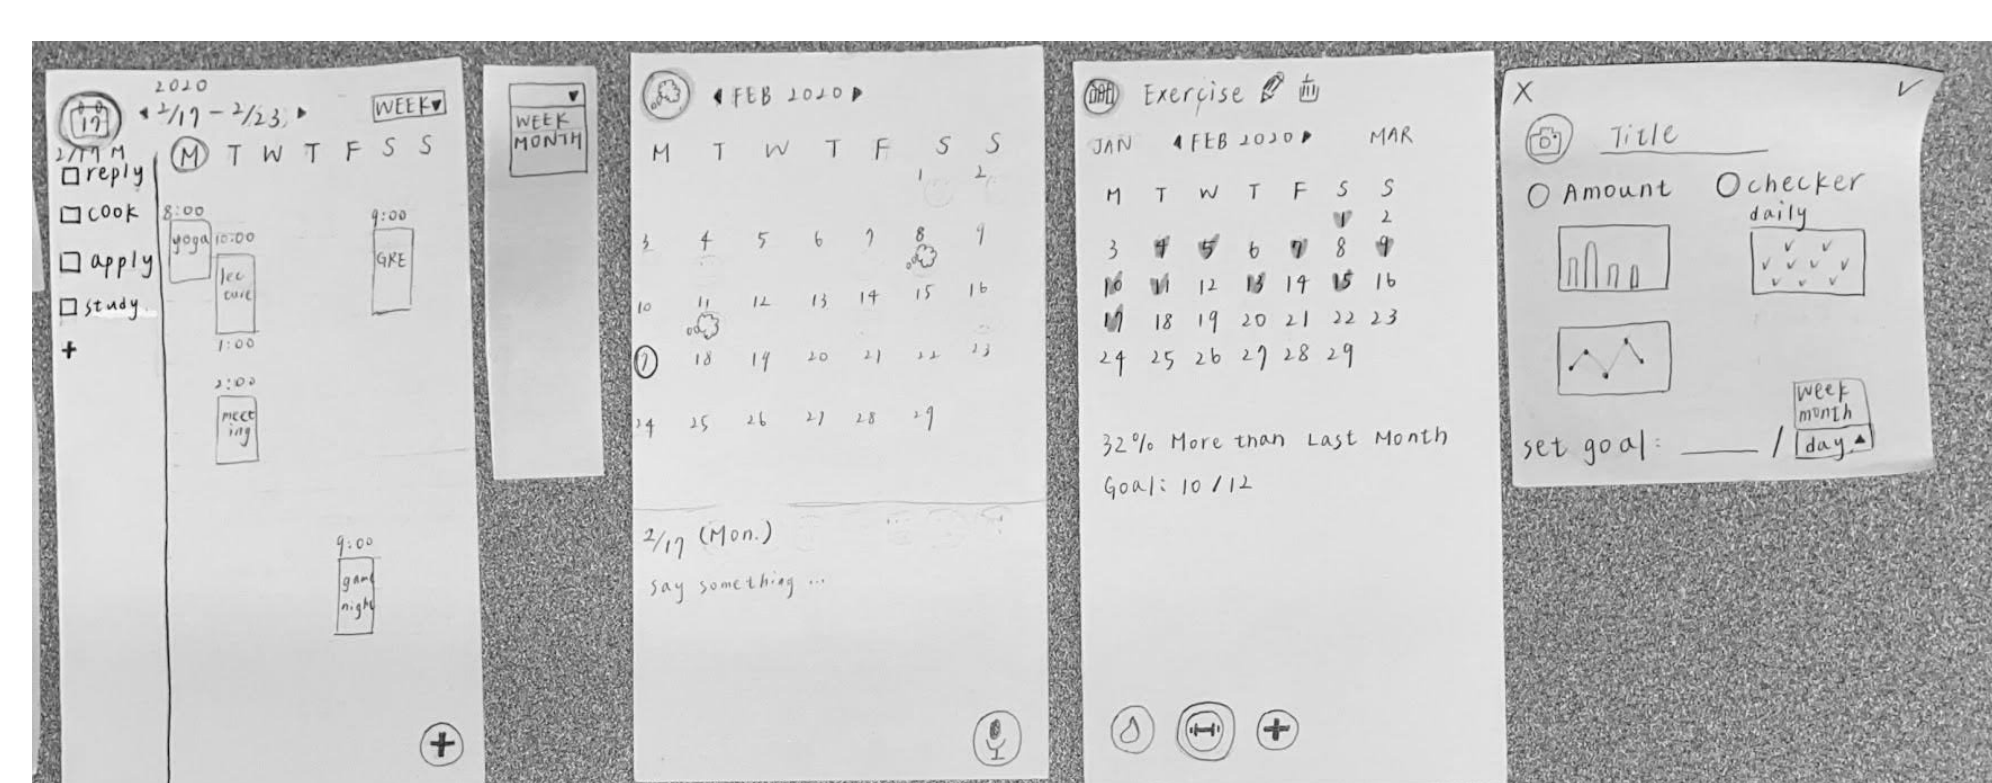 2020
2/17 - 2/23
WEEK
17
2/17 M
M T W T F S S
reply
cook
apply
study
+
8:00
yoga
10:00
lec
ture
1:00
2:00
meet
ing
9:00
GRE
9:00
game
night
+
WEEK
MONTH
FEB 2020
M T W T F S S
1 2
3 4 5 6 7 8 9
10 11 12 13 14 15 16
17 18 19 20 21 22 23
24 25 26 27 28 29
2/17 (Mon.)
say something ...
Exercise
JAN FEB 2020 MAR
M T W T F S S
1 2
3 4 5 6 7 8 9
10 11 12 13 14 15 16
17 18 19 20 21 22 23
24 25 26 27 28 29
32% More than Last Month
Goal: 10/12
+
X
Title
Amount
checker
daily
week
month
set goal: ____ / day